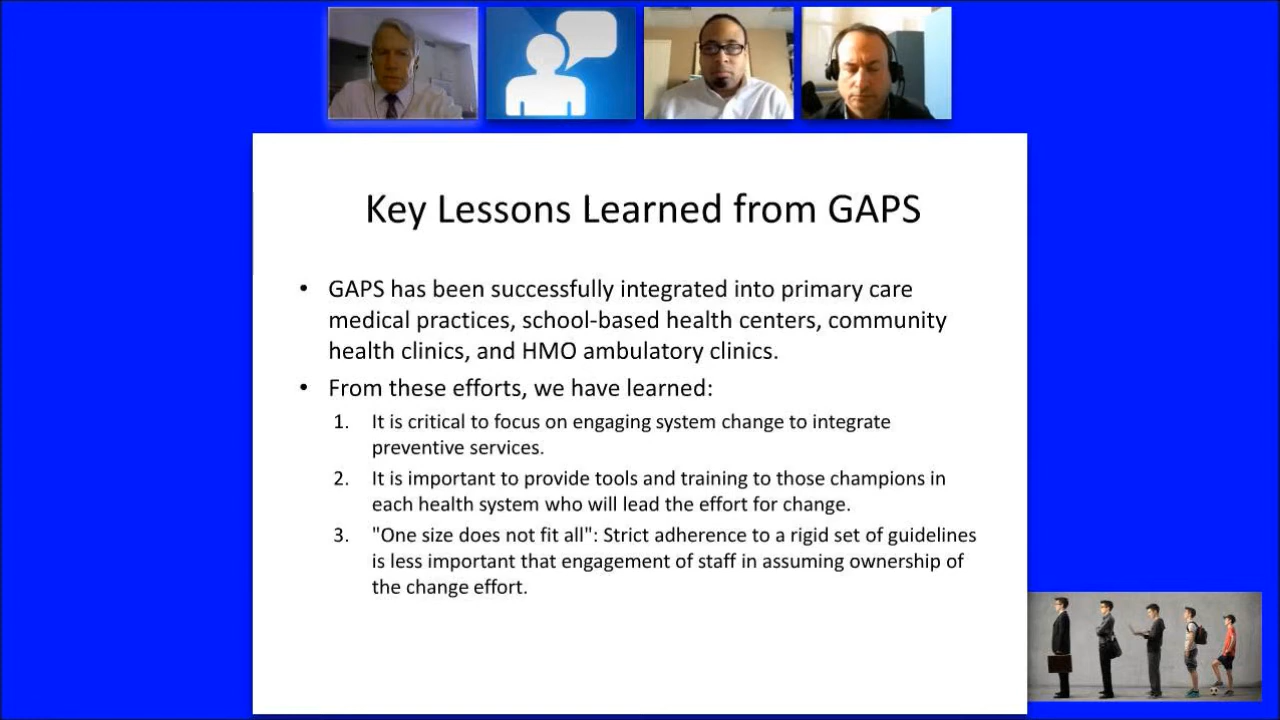 Key Lessons Learned from GAPS
• GAPS has been successfully integrated into primary care
medical practices, school-based health centers, community
health clinics, and HMO ambulatory clinics.
• From these efforts, we have learned:
1. It is critical to focus on engaging system change to integrate
preventive services.
2. It is important to provide tools and training to those champions in
each health system who will lead the effort for change.
3. "One size does not fit all": Strict adherence to a rigid set of guidelines
is less important that engagement of staff in assuming ownership of
the change effort.